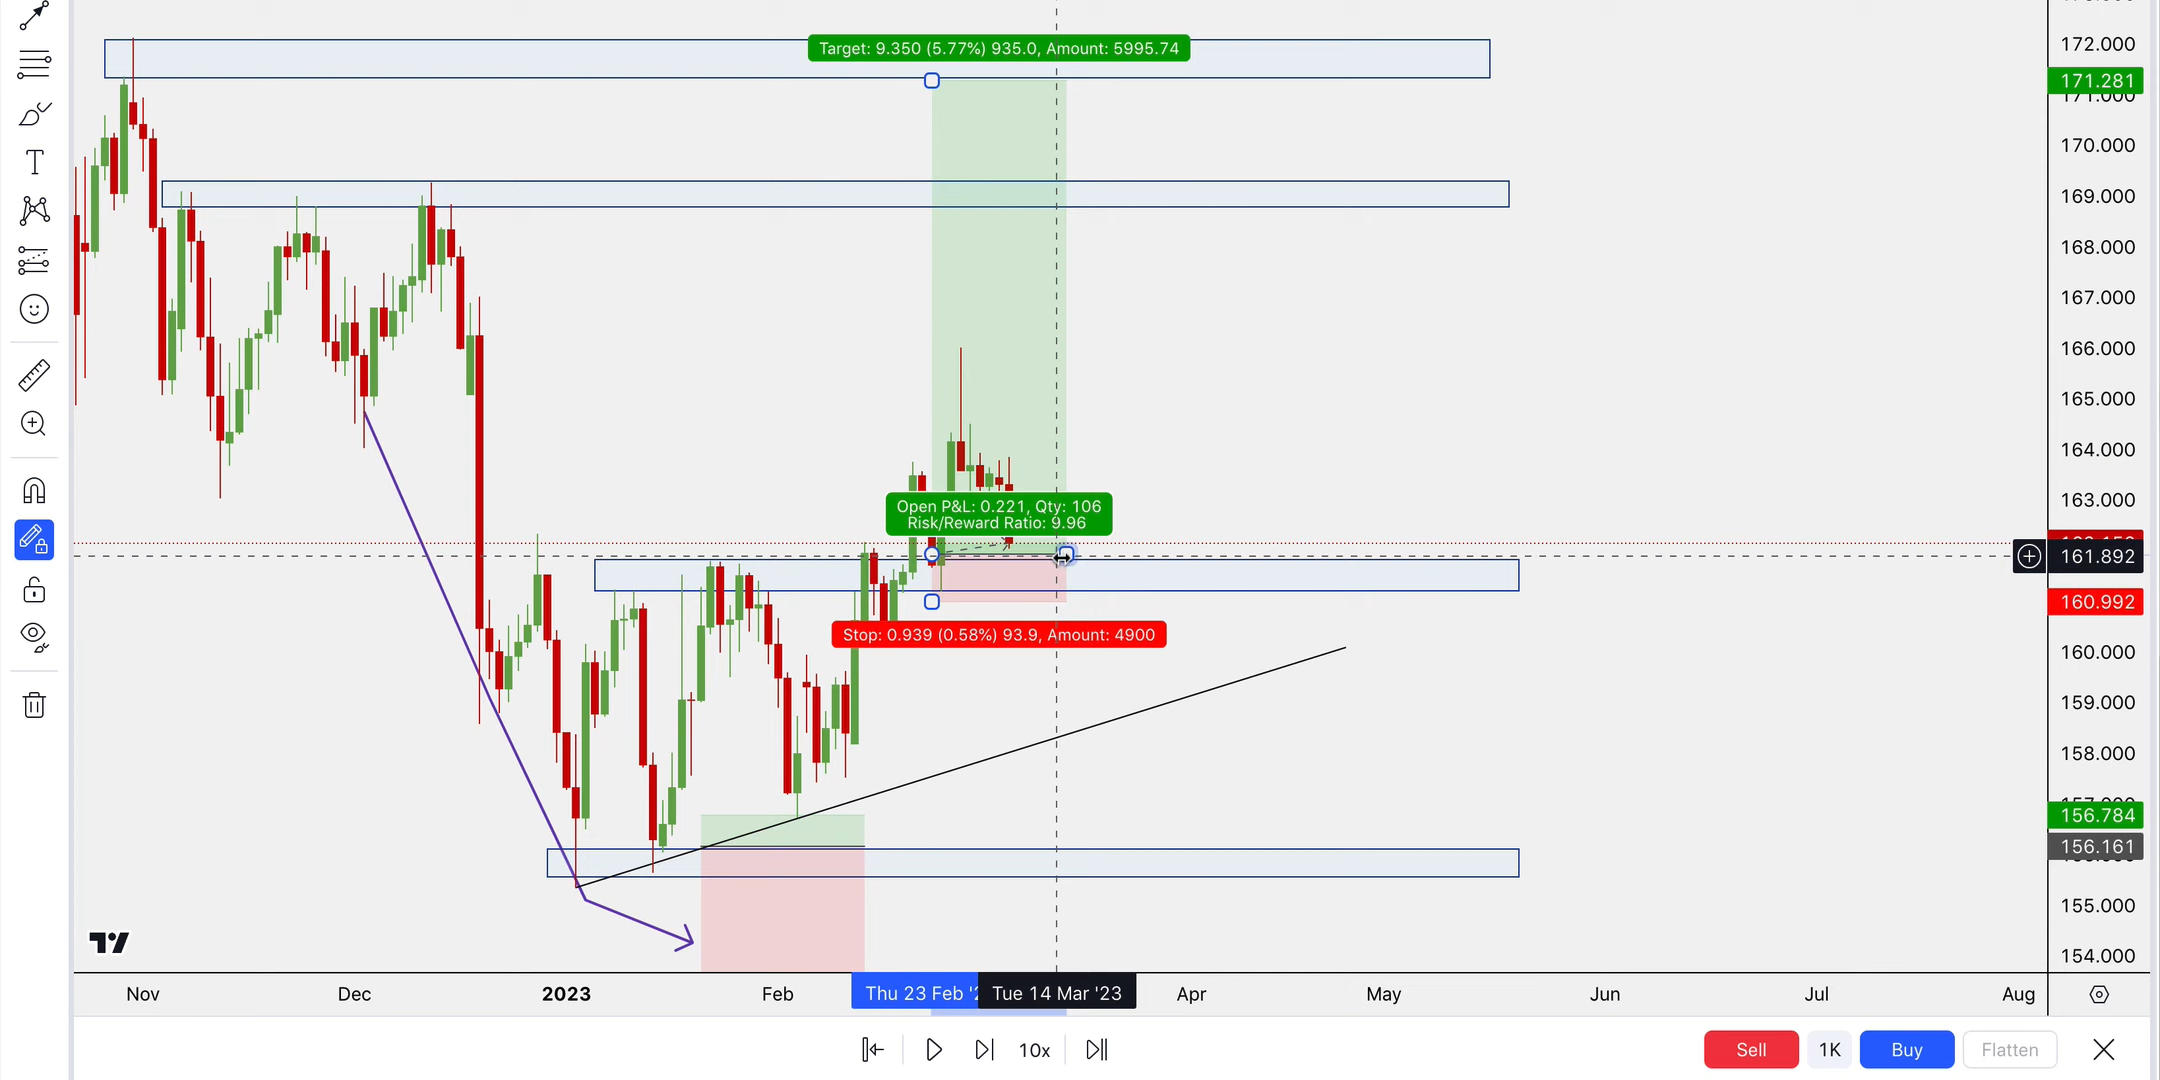 Target: 9.350 (5.77%) 935.0, Amount: 5995.74
172.000
171.281
171.000
170.000
169.000
168.000
167.000
166.000
165.000
164.000
163.000
Open P&L: 0.221, Qty: 106
Risk/Reward Ratio: 9.96
161.892
160.992
Stop: 0.939 (0.58%) 93.9, Amount: 4900
160.000
159.000
158.000
156.784
156.161
155.000
154.000
Nov
Dec
2023
Feb
Thu 23 Feb '2
Tue 14 Mar '23
Apr
May
Jun
Jul
Aug
10x
Sell
1K
Buy
Flatten